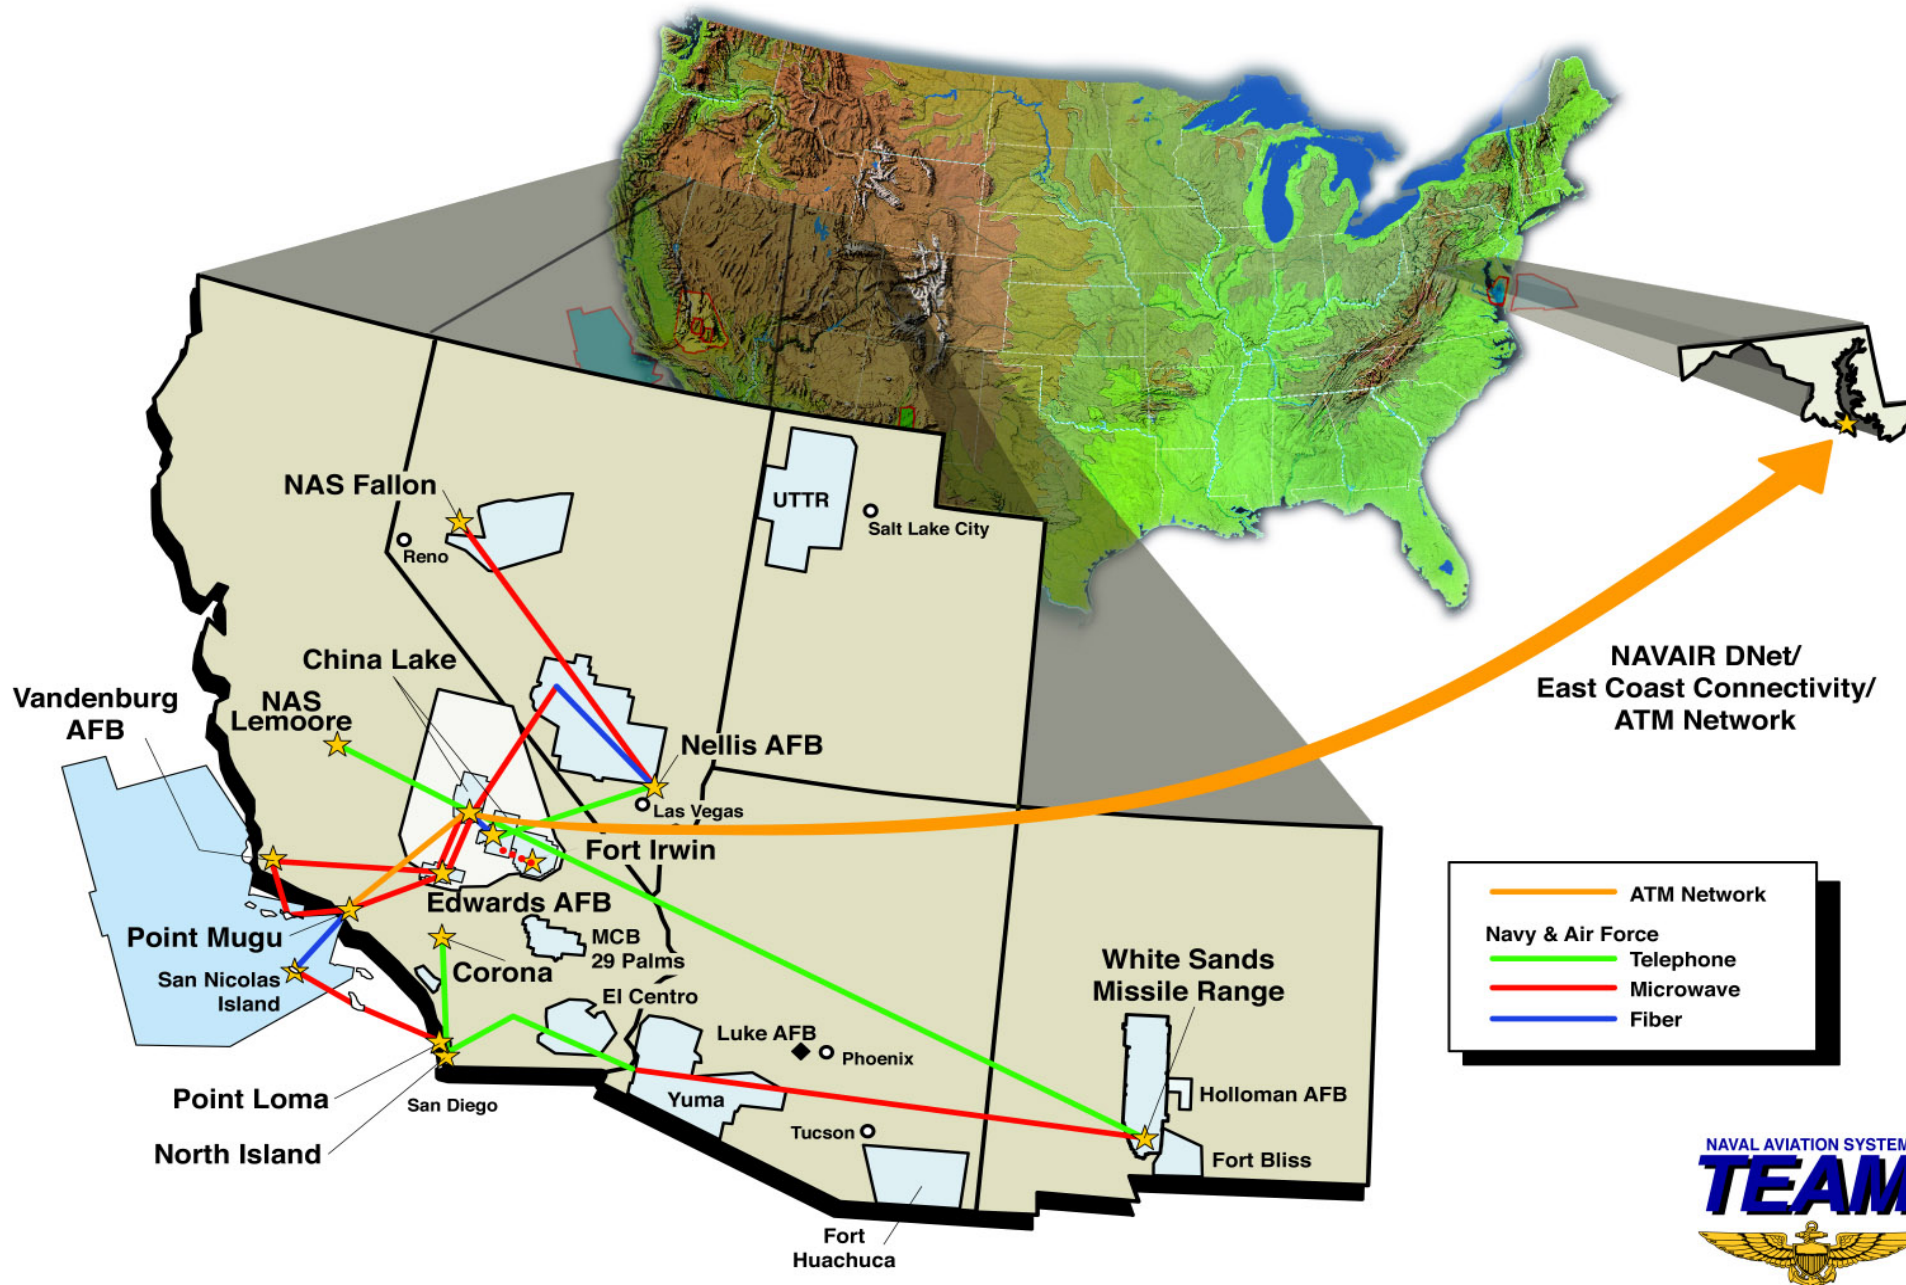 NAS Fallon
Reno
UTTR
Salt Lake City
China Lake
Vandenburg
AFB
NAS
Lemoore
Nellis AFB
Las Vegas
Fort Irwin
Edwards AFB
Point Mugu
San Nicolas
Island
Corona
MCB
29 Palms
El Centro
Luke AFB
Phoenix
White Sands
Missile Range
Holloman AFB
Yuma
Tucson
Fort Bliss
Point Loma
San Diego
North Island
Fort
Huachuca
NAVAIR DNet/
East Coast Connectivity/
ATM Network
ATM Network
Navy & Air Force
Telephone
Microwave
Fiber
NAVAL AVIATION SYSTEM
TEAM